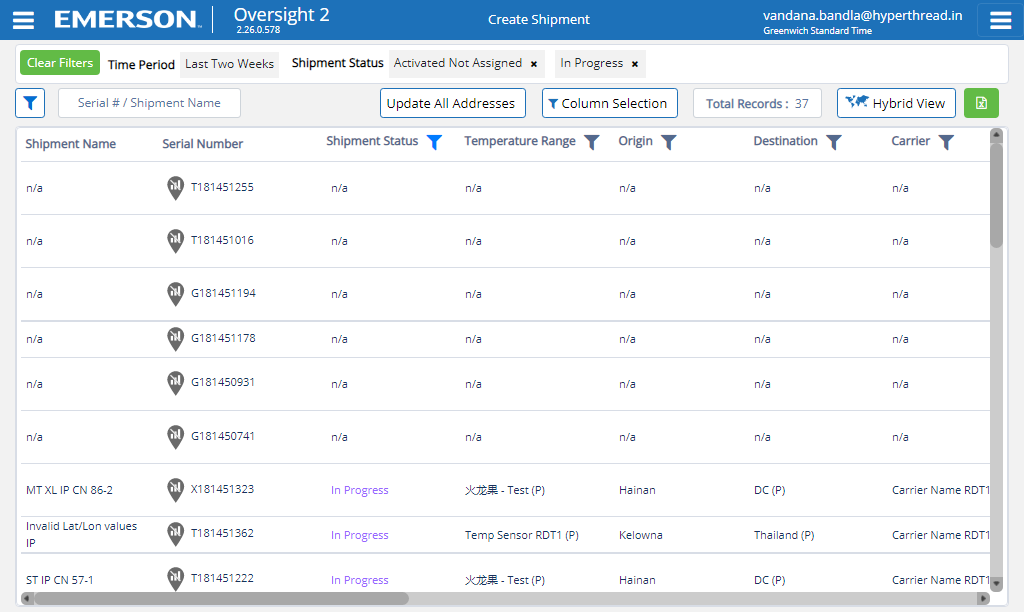 EMERSON. Oversight 2 Create Shipment vandana.bandla@hyperthread.in
2.26.0.578 Greenwich Standard Time
Clear Filters Time Period Last Two Weeks Shipment Status Activated Not Assigned × In Progress ×
Serial # / Shipment Name Update All Addresses Column Selection Total Records : 37 Hybrid View
Shipment Name Serial Number Shipment Status Temperature Range Origin Destination Carrier
n/a T181451255 n/a n/a n/a n/a n/a
n/a T181451016 n/a n/a n/a n/a n/a
n/a G181451194 n/a n/a n/a n/a n/a
n/a G181451178 n/a n/a n/a n/a n/a
n/a G181450931 n/a n/a n/a n/a n/a
n/a G181450741 n/a n/a n/a n/a n/a
MT XL IP CN 86-2 X181451323 In Progress 火龙果 - Test (P) Hainan DC (P) Carrier Name RDT1
Invalid Lat/Lon values
IP T181451362 In Progress Temp Sensor RDT1 (P) Kelowna Thailand (P) Carrier Name RDT1
ST IP CN 57-1 T181451222 In Progress 火龙果 - Test (P) Hainan DC (P) Carrier Name RDT1